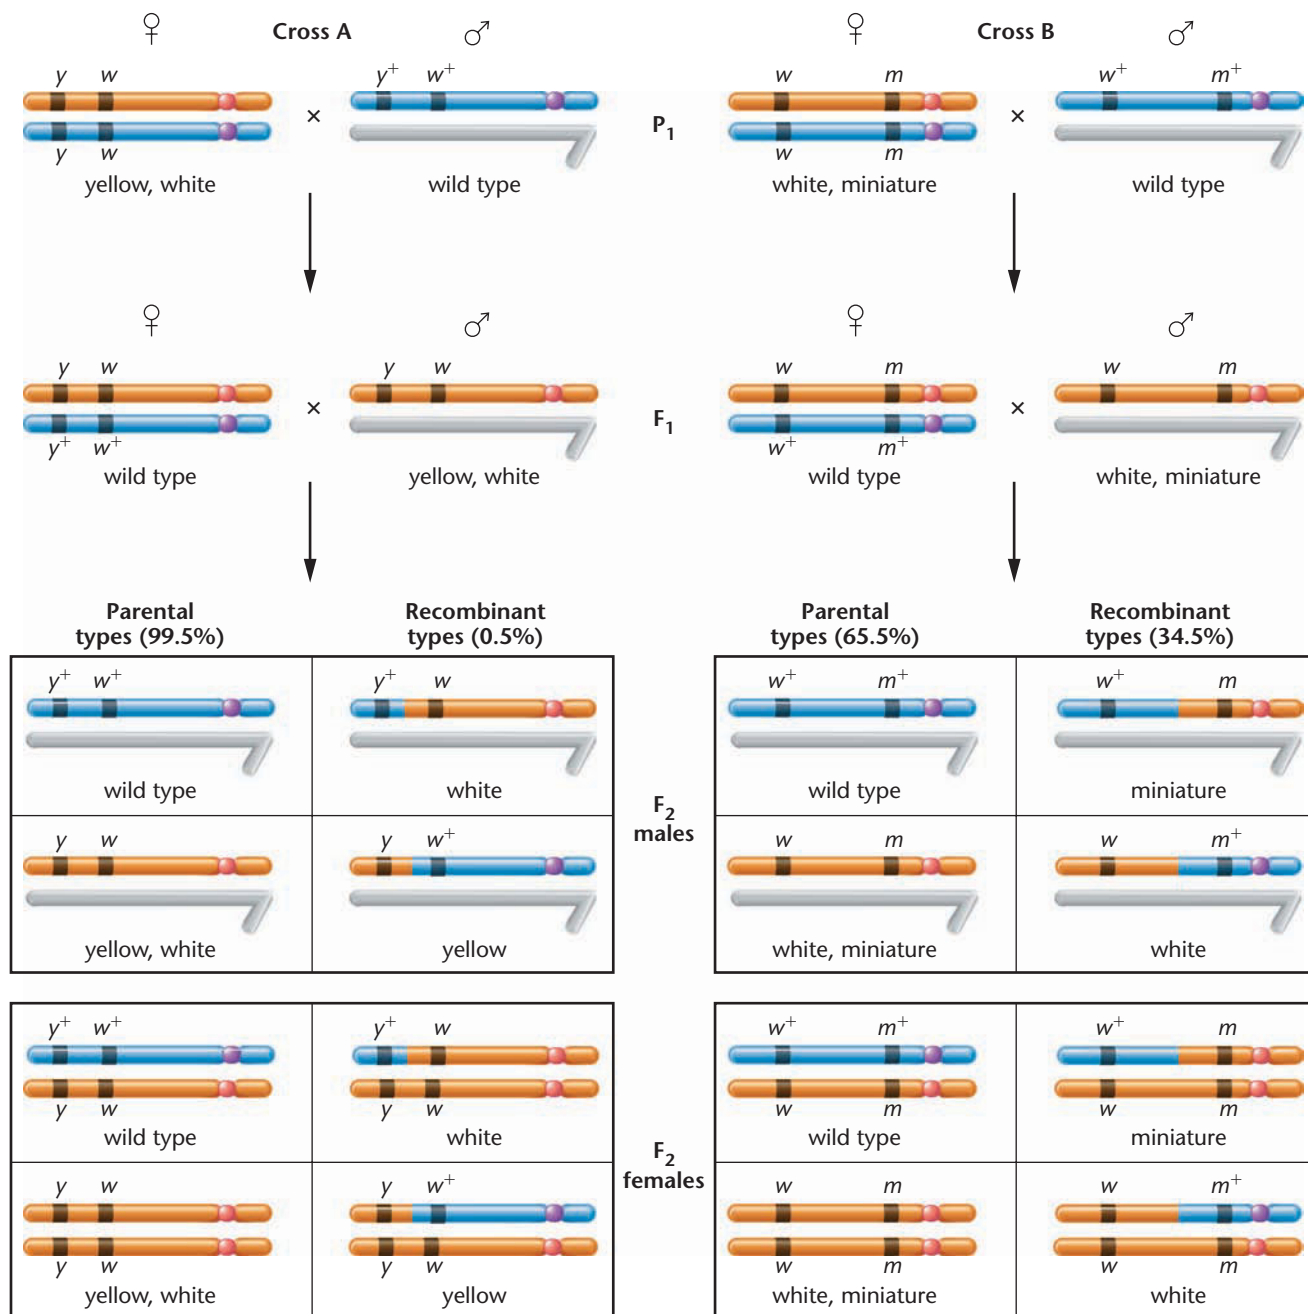 ♀ Cross A ♂ ♀ Cross B ♂
y w y+ w+ w m w+ m+
× P1 ×
y w w m
yellow, white wild type white, miniature wild type
♀ ♂ ♀ ♂
y w y w w m w m
× F1 ×
y+ w+ w+ m+
wild type yellow, white wild type white, miniature
Parental Recombinant Parental Recombinant
types (99.5%) types (0.5%) types (65.5%) types (34.5%)
y+ w+ y+ w w+ m+ w+ m
wild type white wild type miniature
F2
males
y w y w+ w m w m+
yellow, white yellow white, miniature white
y+ w+ y+ w w+ m+ w+ m
y w y w w m w m
wild type white wild type miniature
F2
females
y w y w+ w m w m+
y w y w w m w m
yellow, white yellow white, miniature white